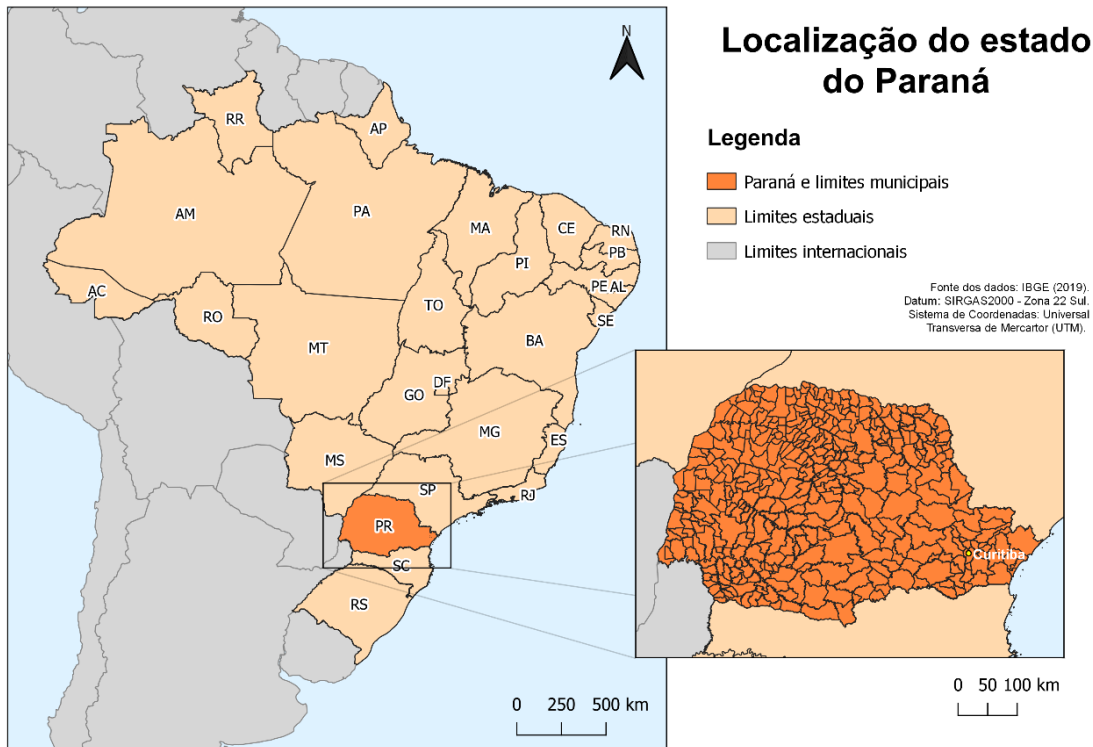 Localização do estado
do Paraná
Legenda
Paraná e limites municipais
Limites estaduais
Limites internacionais
Fonte dos dados: IBGE (2019).
Datum: SIRGAS2000 - Zona 22 Sul.
Sistema de Coordenadas: Universal
Transversa de Mercartor (UTM).
N
RR
AP
AM
PA
MA
CE
RN
PB
PI
PE
AL
AC
RO
TO
SE
BA
MT
DF
GO
MG
ES
MS
SP
RJ
PR
SC
RS
Curitiba
0 250 500 km
0 50 100 km